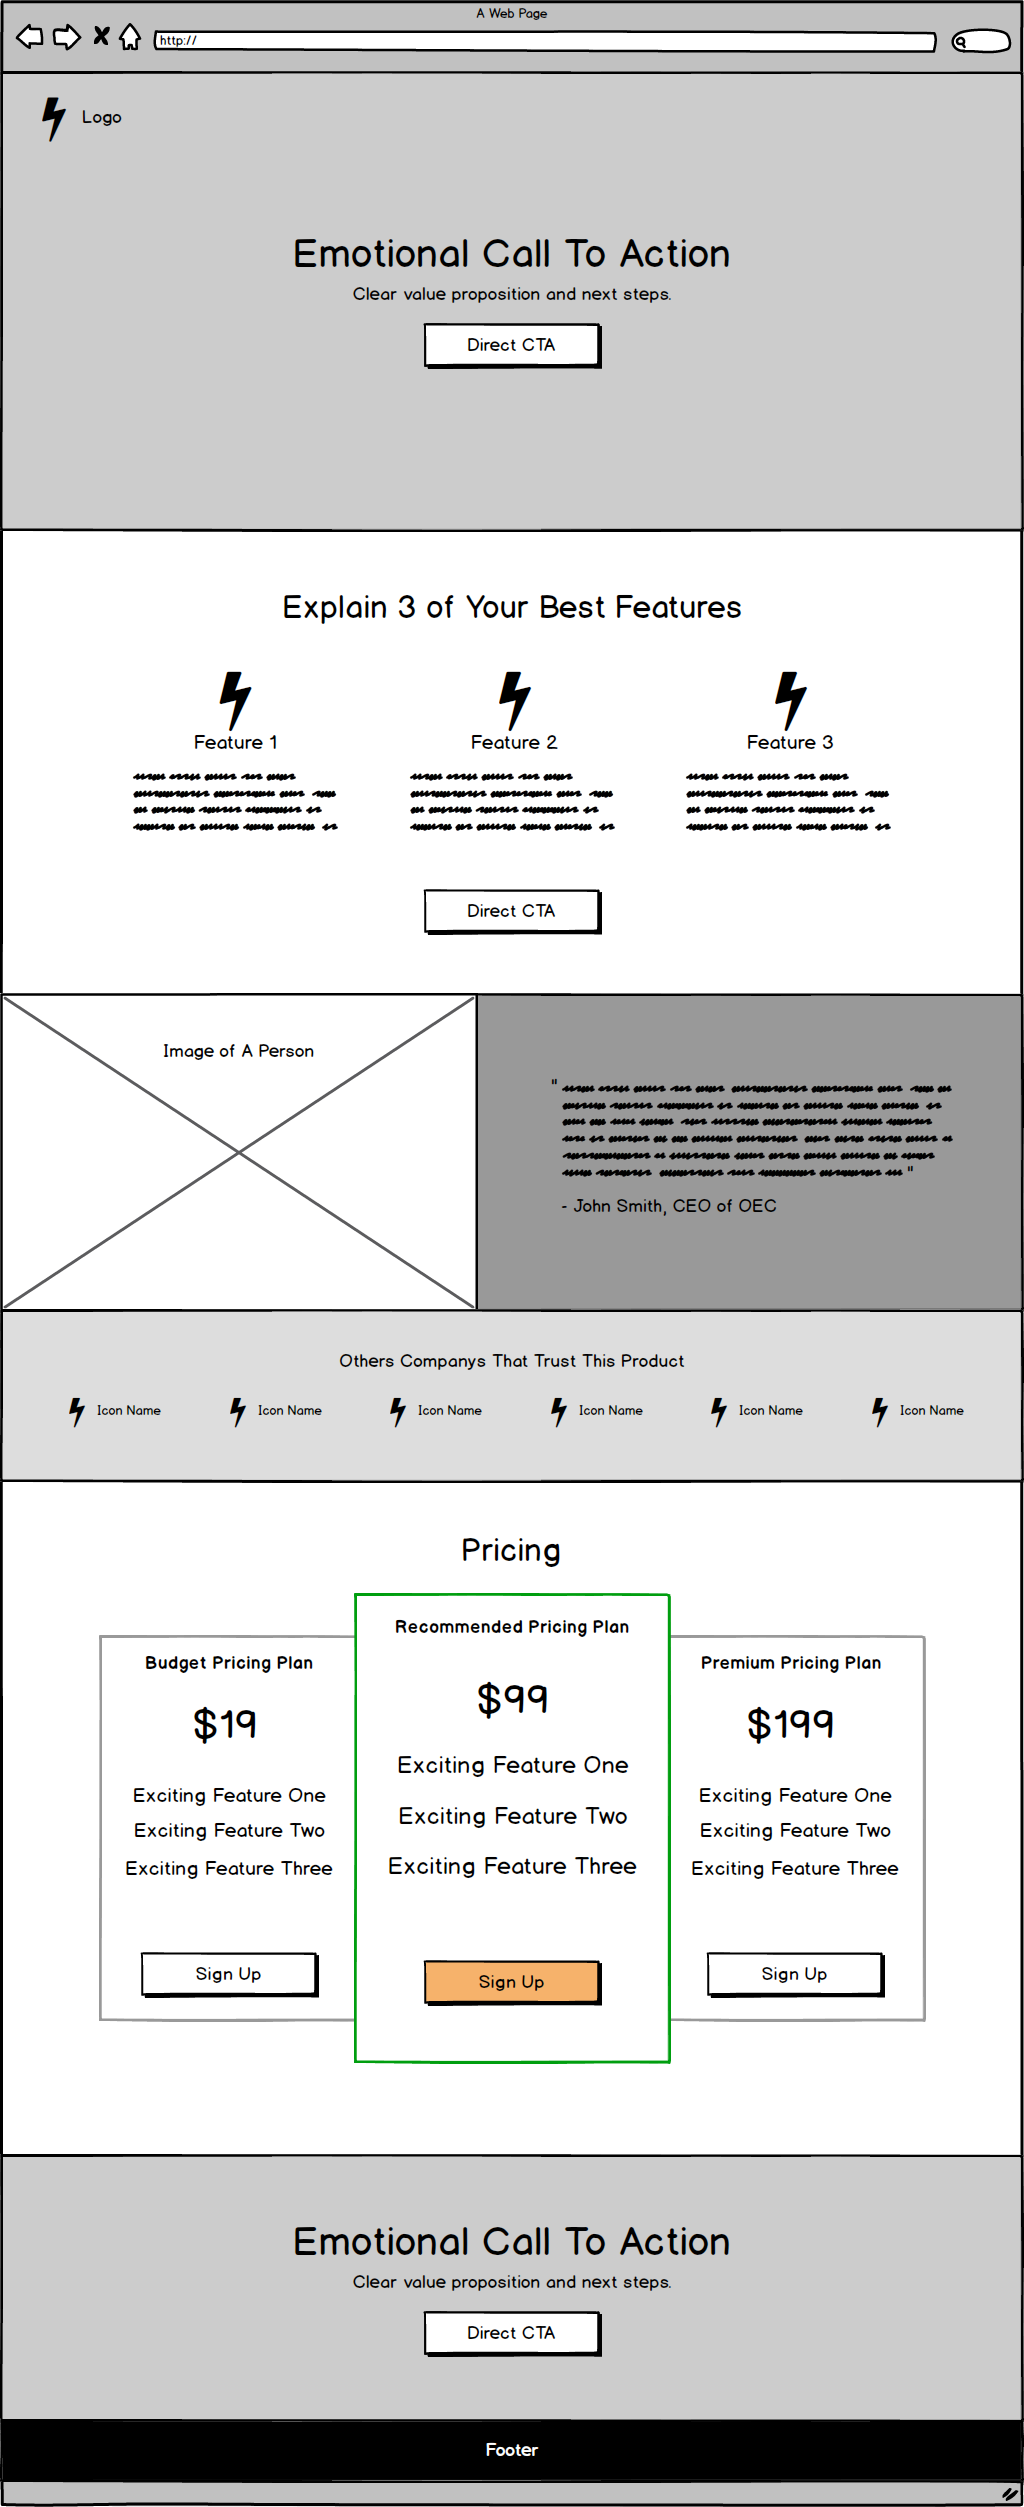 A Web Page
http://
Logo
Emotional Call To Action
Clear value proposition and next steps.
Direct CTA
Explain 3 of Your Best Features
Feature 1
Feature 2
Feature 3
Direct CTA
Image of A Person
"
"
- John Smith, CEO of OEC
Others Companys That Trust This Product
Icon Name
Icon Name
Icon Name
Icon Name
Icon Name
Icon Name
Pricing
Budget Pricing Plan
$19
Exciting Feature One
Exciting Feature Two
Exciting Feature Three
Sign Up
Recommended Pricing Plan
$99
Exciting Feature One
Exciting Feature Two
Exciting Feature Three
Sign Up
Premium Pricing Plan
$199
Exciting Feature One
Exciting Feature Two
Exciting Feature Three
Sign Up
Emotional Call To Action
Clear value proposition and next steps.
Direct CTA
Footer